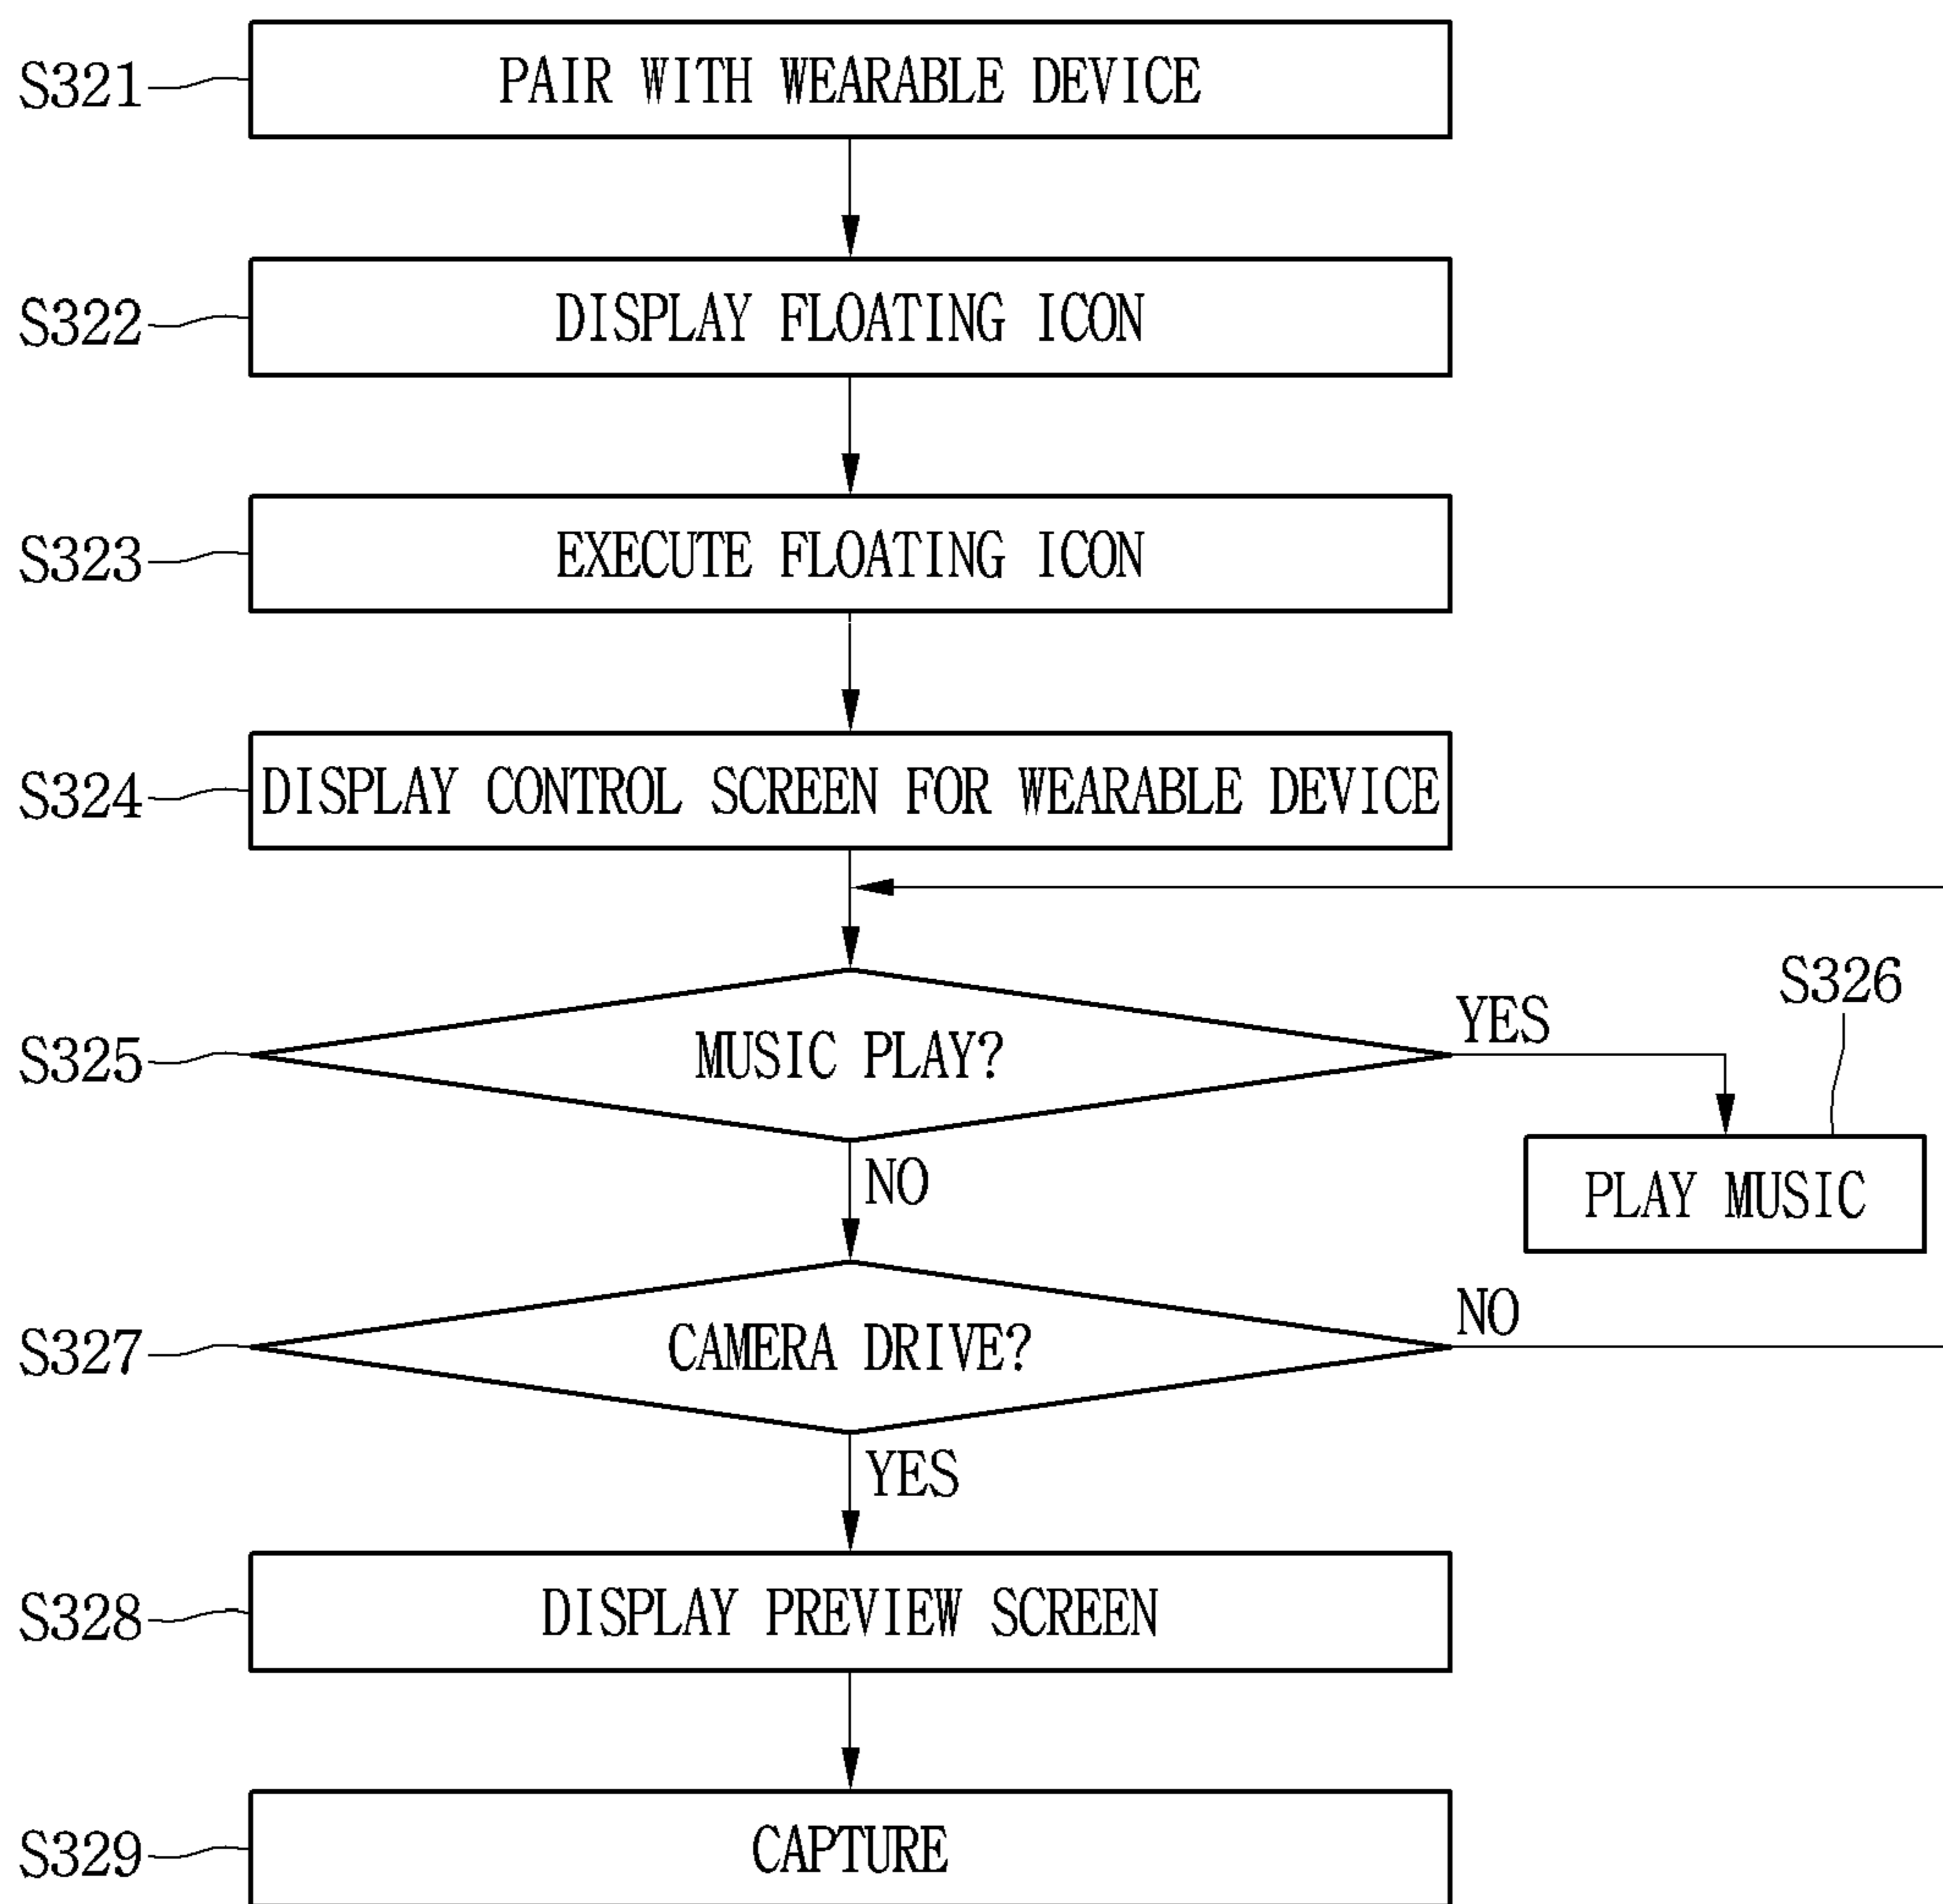 S321
PAIR WITH WEARABLE DEVICE
S322
DISPLAY FLOATING ICON
S323
EXECUTE FLOATING ICON
S324
DISPLAY CONTROL SCREEN FOR WEARABLE DEVICE
S325
MUSIC PLAY?
YES
S326
PLAY MUSIC
NO
S327
CAMERA DRIVE?
NO
YES
S328
DISPLAY PREVIEW SCREEN
S329
CAPTURE